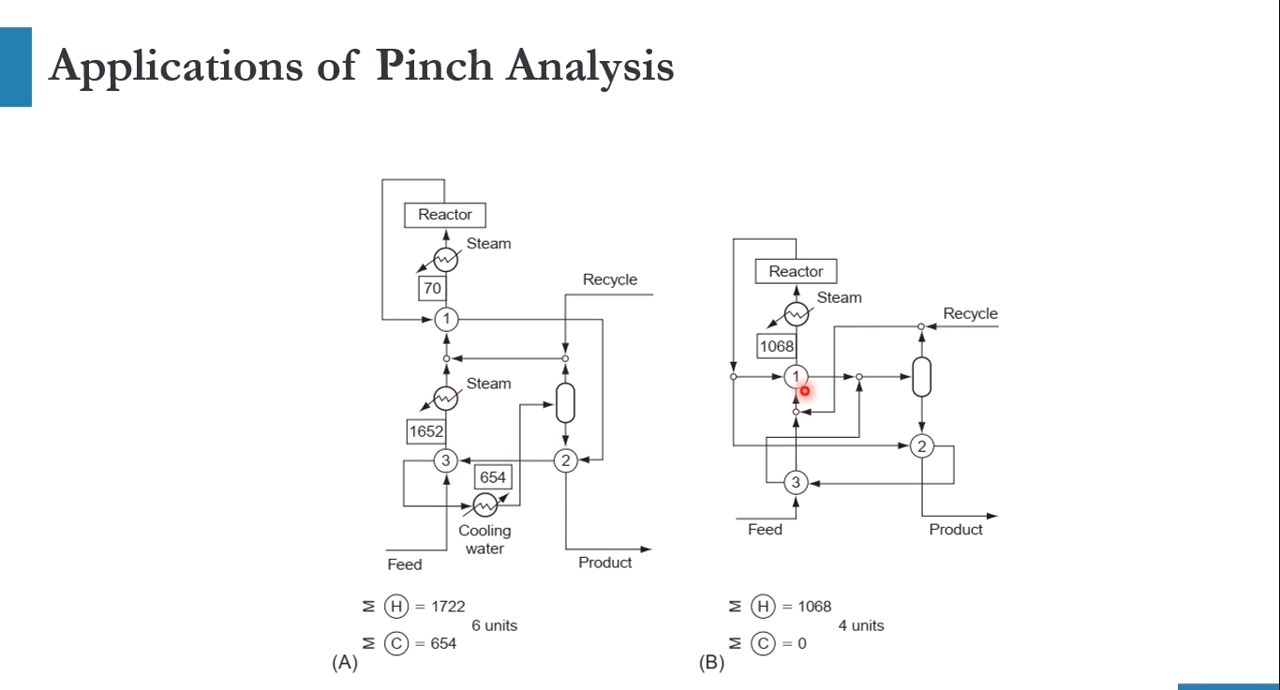 Applications of Pinch Analysis
Reactor
Steam
70
1
Recycle
Steam
1652
3
654
2
Cooling
water
Feed
Product
Σ H = 1722
6 units
Σ C = 654
(A)
Reactor
Steam
1068
Recycle
1
2
3
Feed
Product
Σ H = 1068
4 units
Σ C = 0
(B)